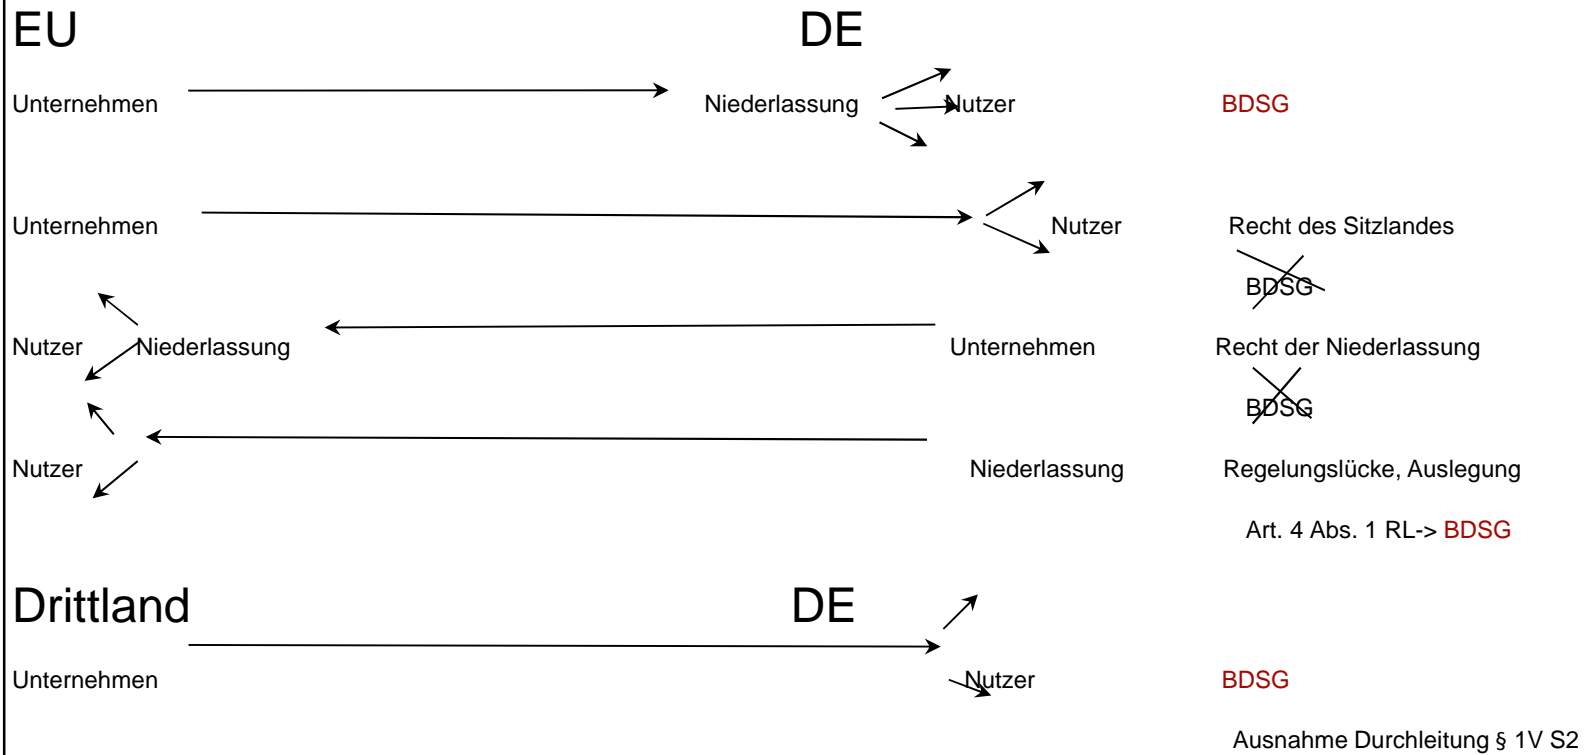 EU DE
Unternehmen Niederlassung Nutzer BDSG
Unternehmen Nutzer Recht des Sitzlandes
BDSG
Nutzer Niederlassung Unternehmen Recht der Niederlassung
BDSG
Nutzer Niederlassung Regelungslücke, Auslegung
Art. 4 Abs. 1 RL-> BDSG
Drittland DE
Unternehmen Nutzer BDSG
Ausnahme Durchleitung § 1V S2